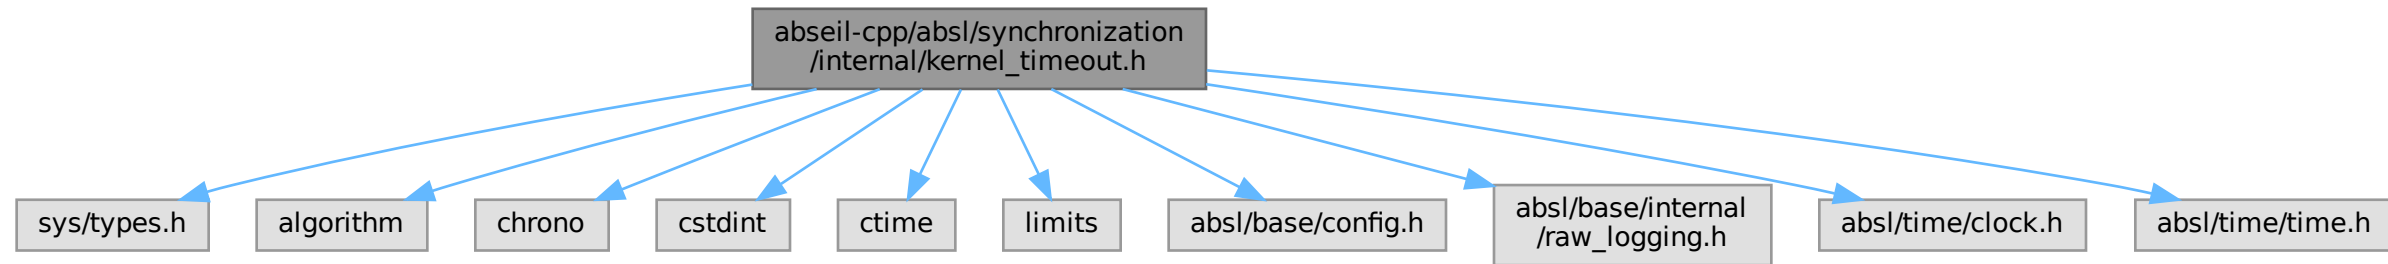 abseil-cpp/absl/synchronization
/internal/kernel_timeout.h
sys/types.h
algorithm
chrono
cstdint
ctime
limits
absl/base/config.h
absl/base/internal
/raw_logging.h
absl/time/clock.h
absl/time/time.h